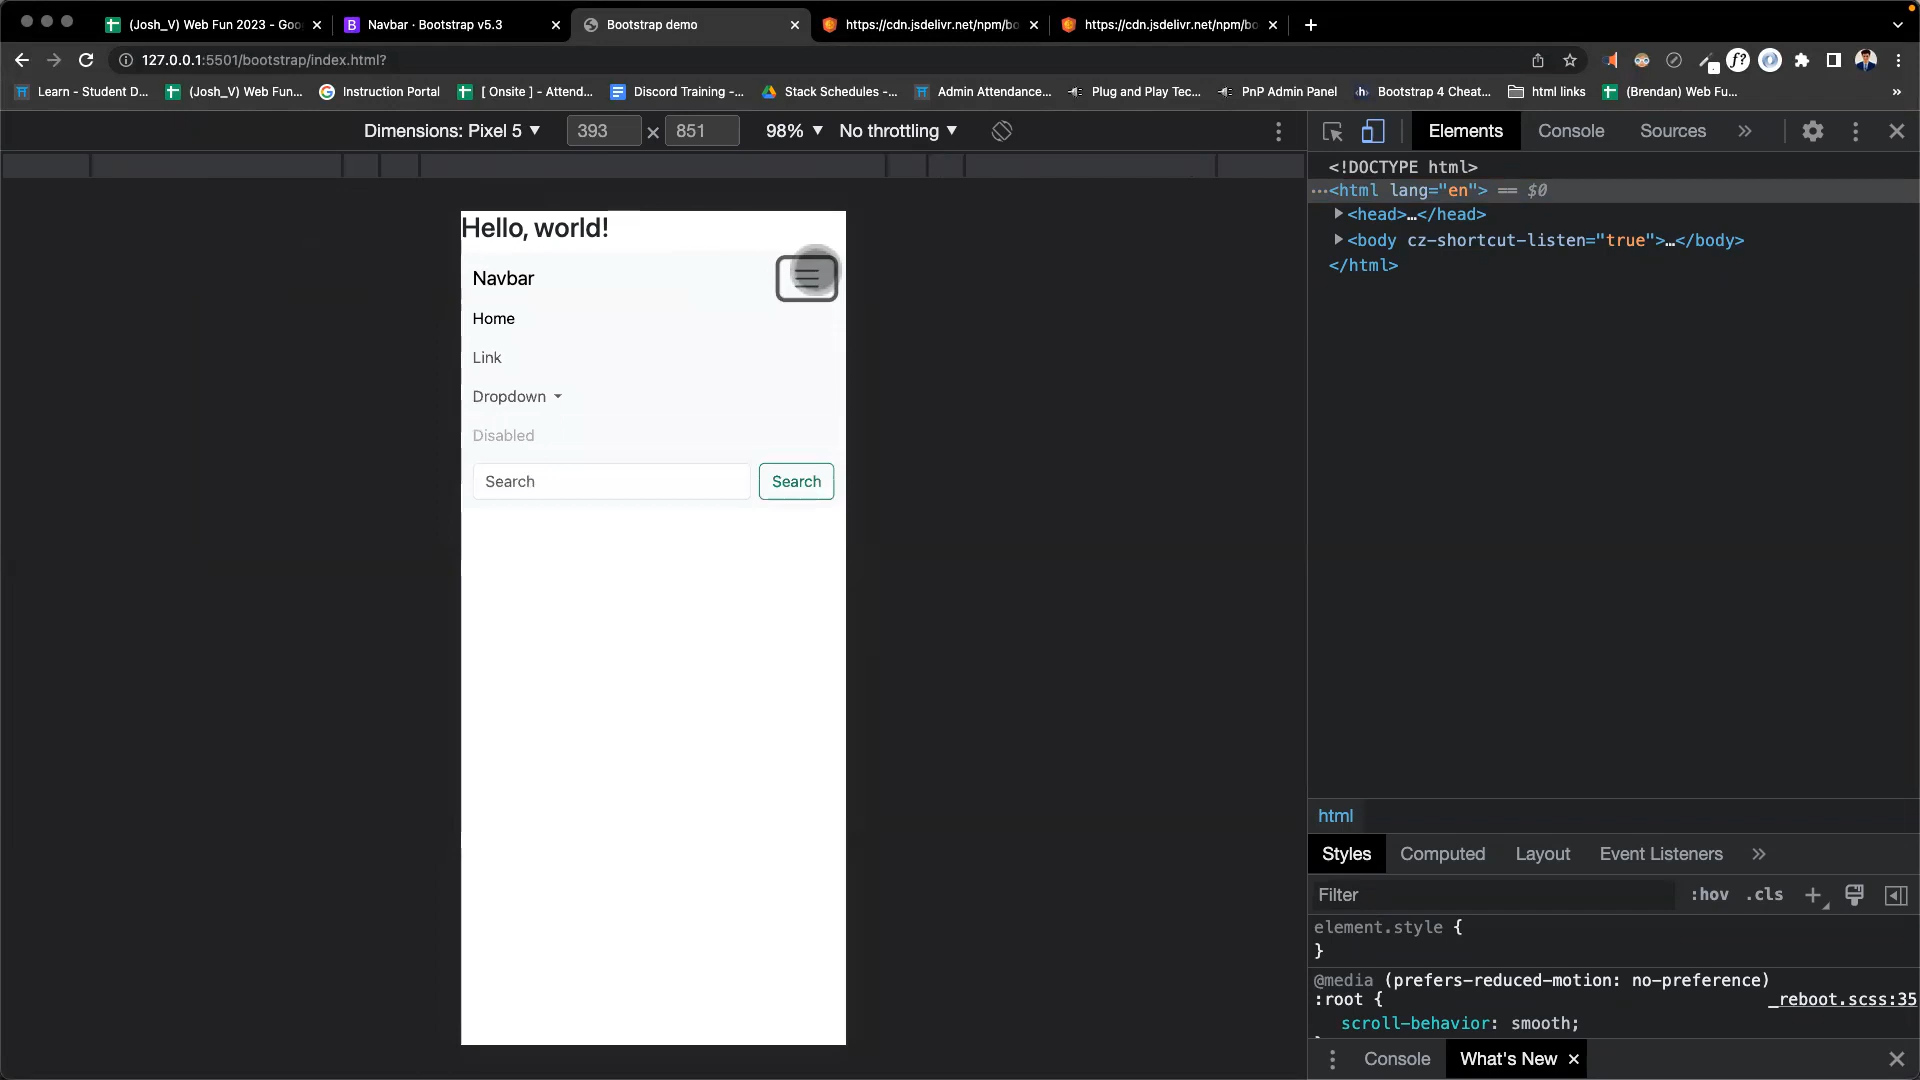 (Josh_V) Web Fun 2023 - Goo
Navbar · Bootstrap v5.3
Bootstrap demo
https://cdn.jsdelivr.net/npm/bo
https://cdn.jsdelivr.net/npm/bo
127.0.0.1:5501/bootstrap/index.html?
Learn - Student D...
(Josh_V) Web Fun...
Instruction Portal
[ Onsite ] - Attend...
Discord Training -...
Stack Schedules -...
Admin Attendance...
Plug and Play Tec...
PnP Admin Panel
Bootstrap 4 Cheat...
html links
(Brendan) Web Fu...
»
Dimensions: Pixel 5 ▼
393 × 851
98% ▼
No throttling ▼
Elements
Console
Sources
»
<!DOCTYPE html>
…<html lang="en"> == $0
<head>…</head>
<body cz-shortcut-listen="true">…</body>
</html>
Hello, world!
Navbar
Home
Link
Dropdown
Disabled
Search
Search
html
Styles
Computed
Layout
Event Listeners
»
Filter
:hov
.cls
element.style {
}
@media (prefers-reduced-motion: no-preference)
:root {
_reboot.scss:35
scroll-behavior: smooth;
Console
What's New